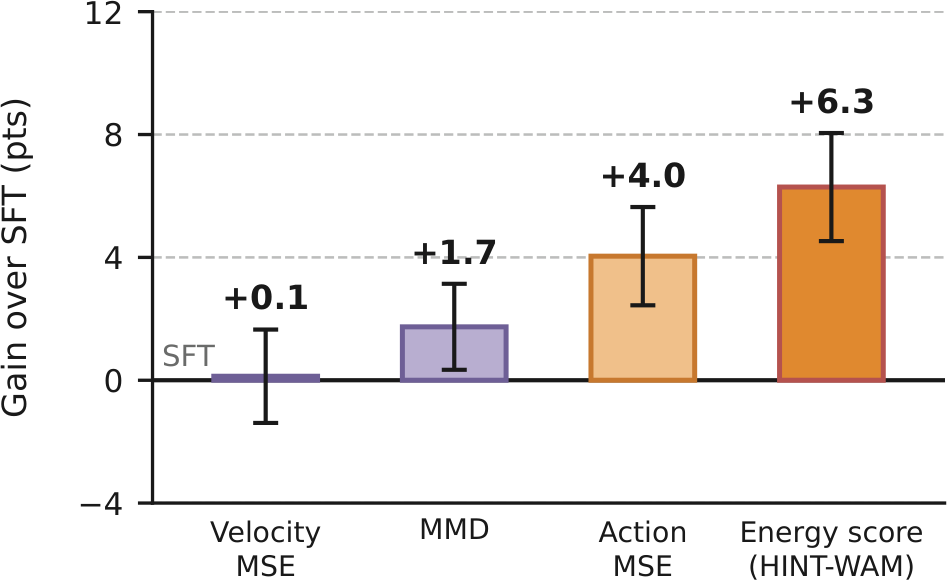 Gain over SFT (pts)
12
8
4
0
−4
SFT
+0.1
+1.7
+4.0
+6.3
Velocity
MSE
MMD
Action
MSE
Energy score
(HINT-WAM)